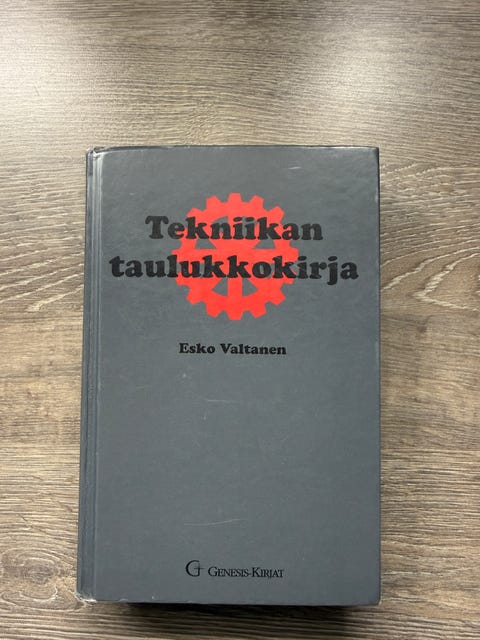 Tekniikan
taulukkokirja
Esko Valtanen
GENESIS-KIRJAT